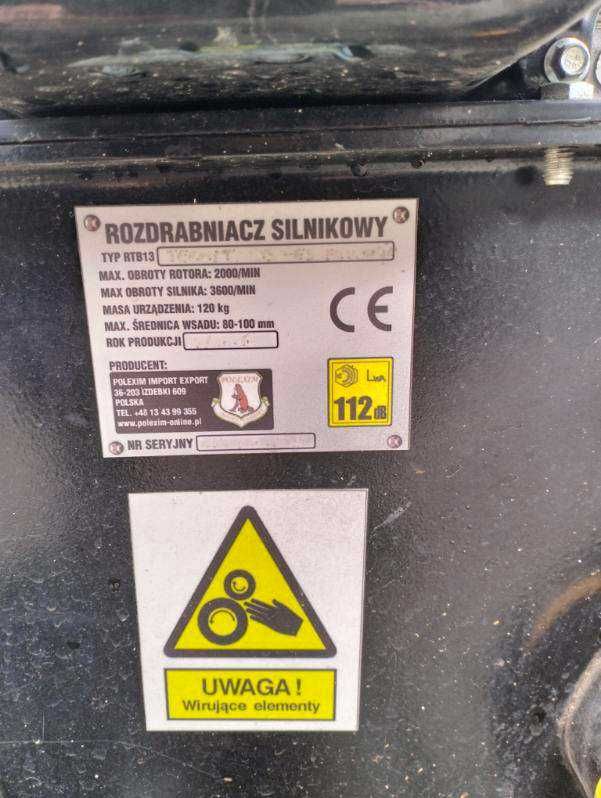 ROZDRABNIACZ SILNIKOWY
TYP RTB13
MAX. OBROTY ROTORA: 2000/MIN
MAX OBROTY SILNIKA: 3600/MIN
MASA URZĄDZENIA: 120 kg
MAX. ŚREDNICA WSADU: 80-100 mm
ROK PRODUKCJI
CE
PRODUCENT:
POLEXIM IMPORT EXPORT
36-203 IZDEBKI 609
POLSKA
TEL. +48 13 43 99 355
www.polexim-online.pl
POLEXIM
LWA
112dB
NR SERYJNY
UWAGA!
Wirujące elementy